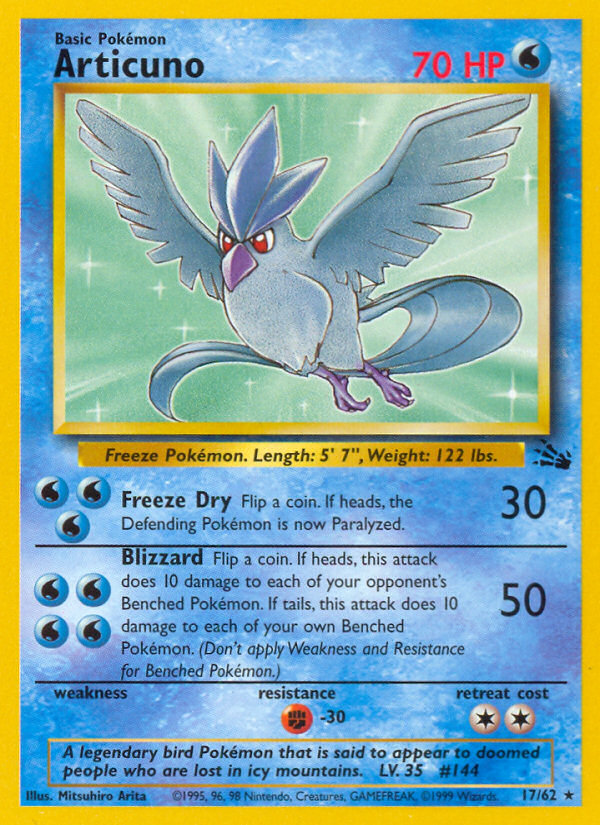 Basic Pokémon
Articuno 70 HP
Freeze Pokémon. Length: 5' 7", Weight: 122 lbs.
Freeze Dry Flip a coin. If heads, the 30
Defending Pokémon is now Paralyzed.
Blizzard Flip a coin. If heads, this attack
does 10 damage to each of your opponent's
Benched Pokémon. If tails, this attack does 10 50
damage to each of your own Benched
Pokémon. (Don't apply Weakness and Resistance
for Benched Pokémon.)
weakness resistance retreat cost
-30
A legendary bird Pokémon that is said to appear to doomed
people who are lost in icy mountains. LV. 35 #144
Illus. Mitsuhiro Arita ©1995, 96, 98 Nintendo, Creatures, GAMEFREAK. ©1999 Wizards. 17/62 ★